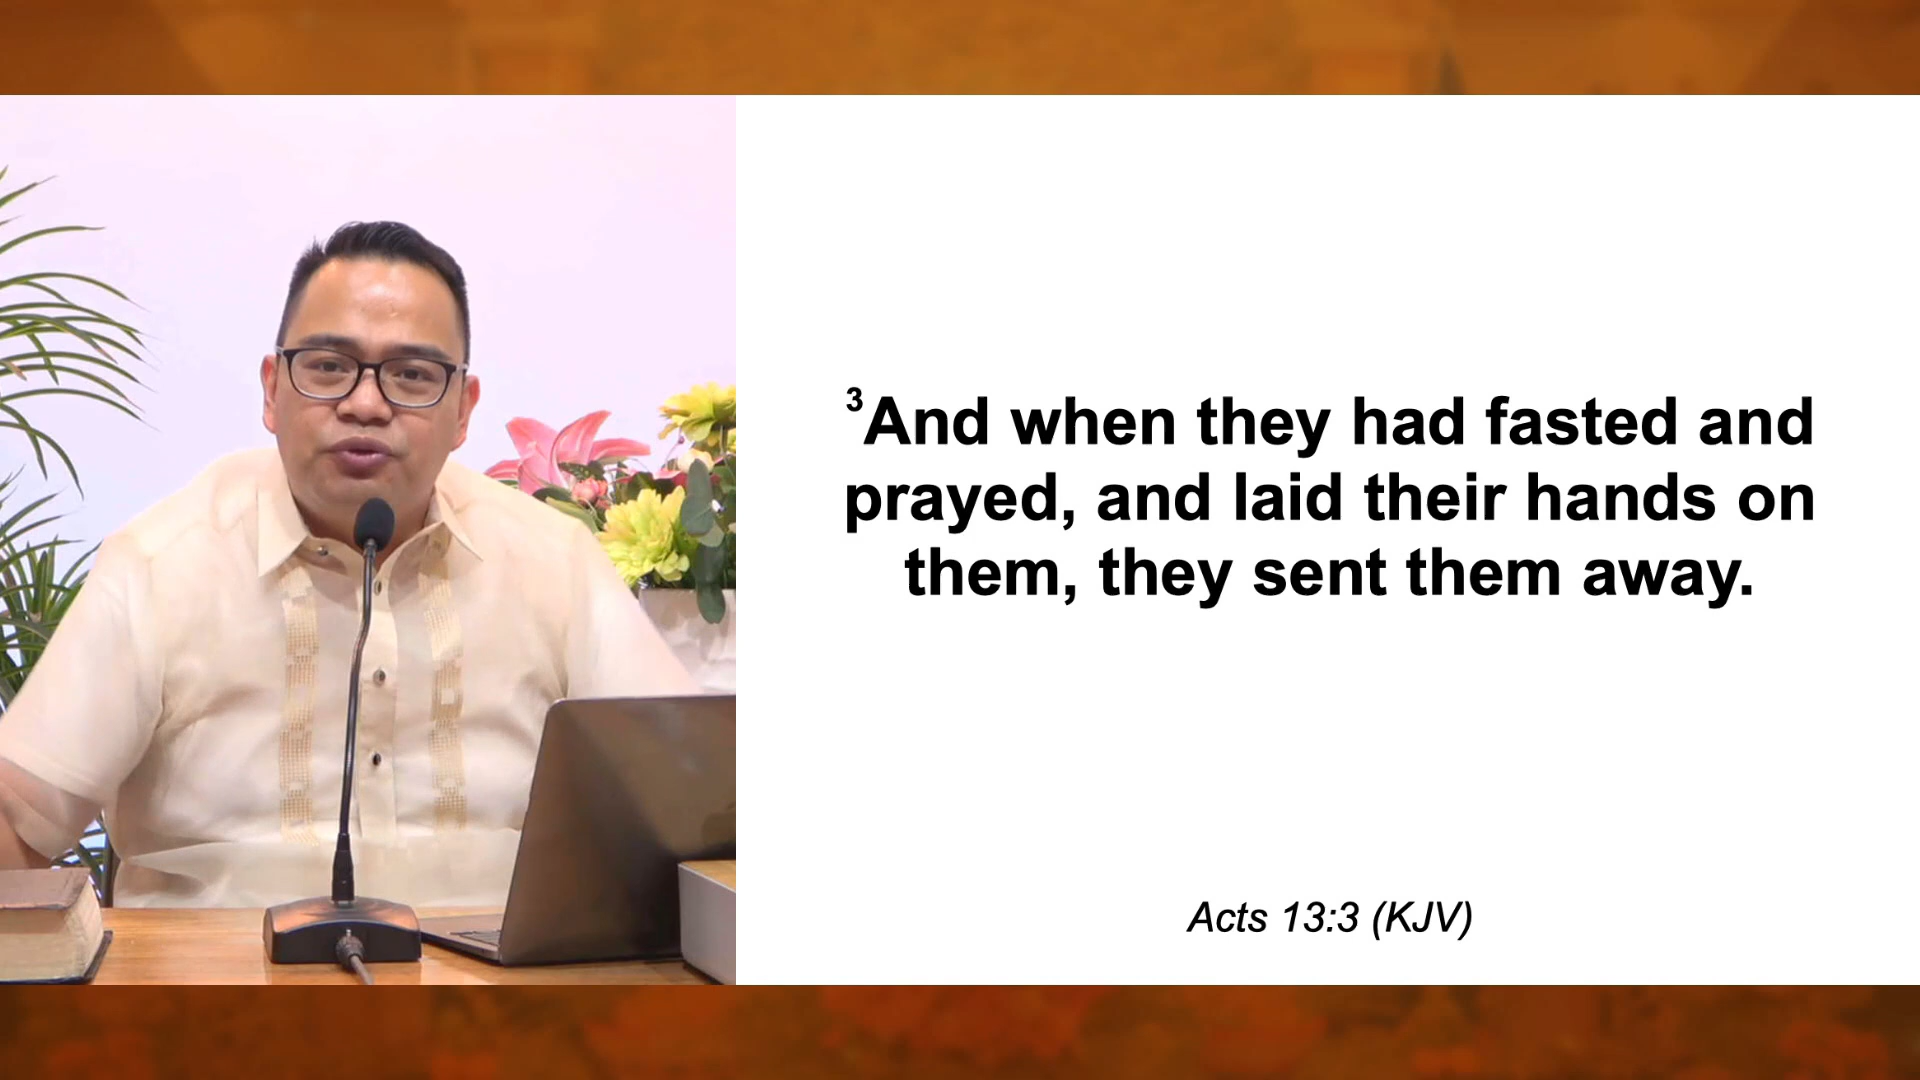 ³And when they had fasted and
prayed, and laid their hands on
them, they sent them away.
Acts 13:3 (KJV)